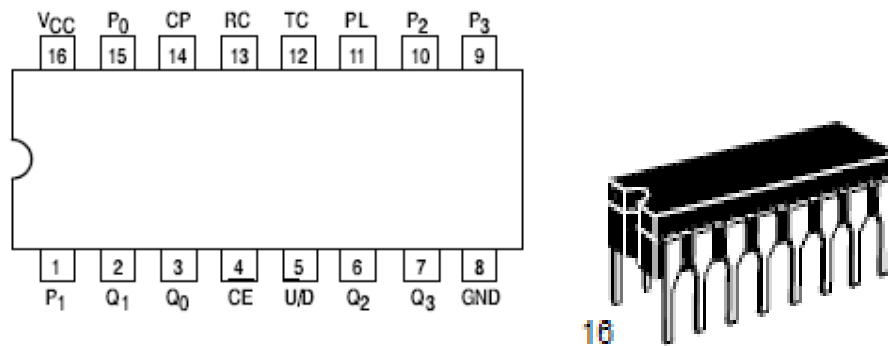 VCC P0 CP RC TC PL P2 P3
16 15 14 13 12 11 10 9
1 2 3 4 5 6 7 8
P1 Q1 Q0 CE U/D Q2 Q3 GND
16